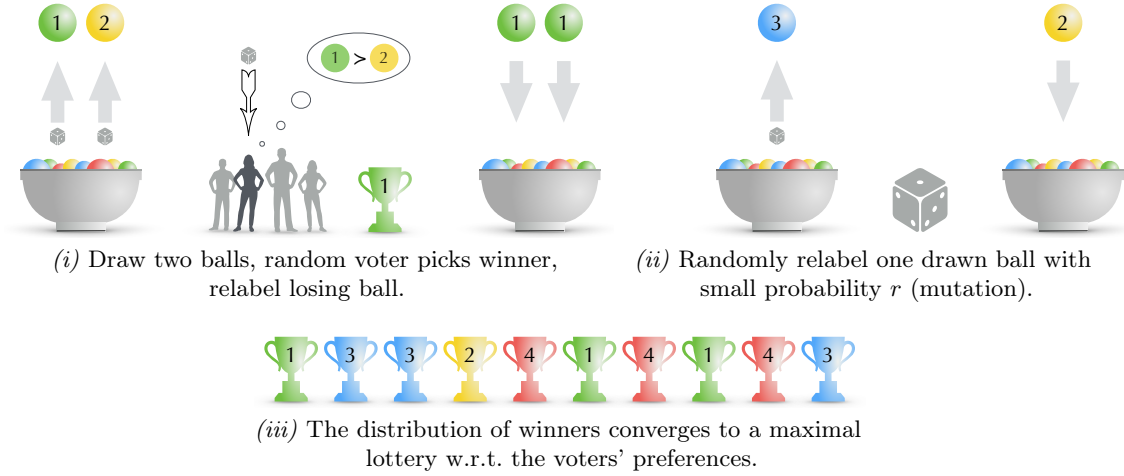 1 2
1 > 2
1
1 1
3
2
(i) Draw two balls, random voter picks winner,
relabel losing ball.
(ii) Randomly relabel one drawn ball with
small probability r (mutation).
1 3 3 2 4 1 4 1 4 3
(iii) The distribution of winners converges to a maximal
lottery w.r.t. the voters’ preferences.